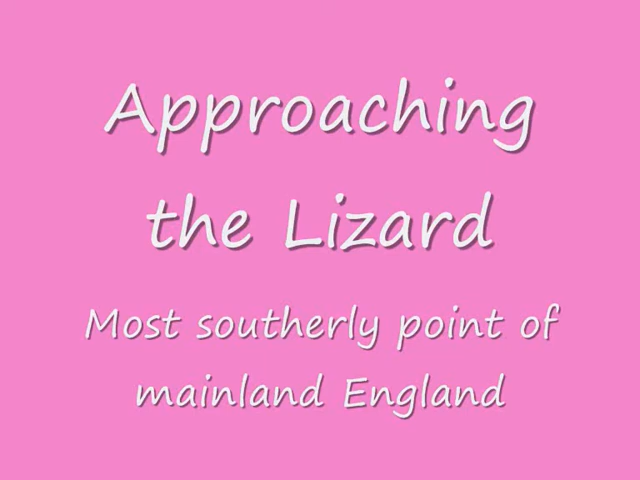 Approaching
the Lizard
Most southerly point of
mainland England